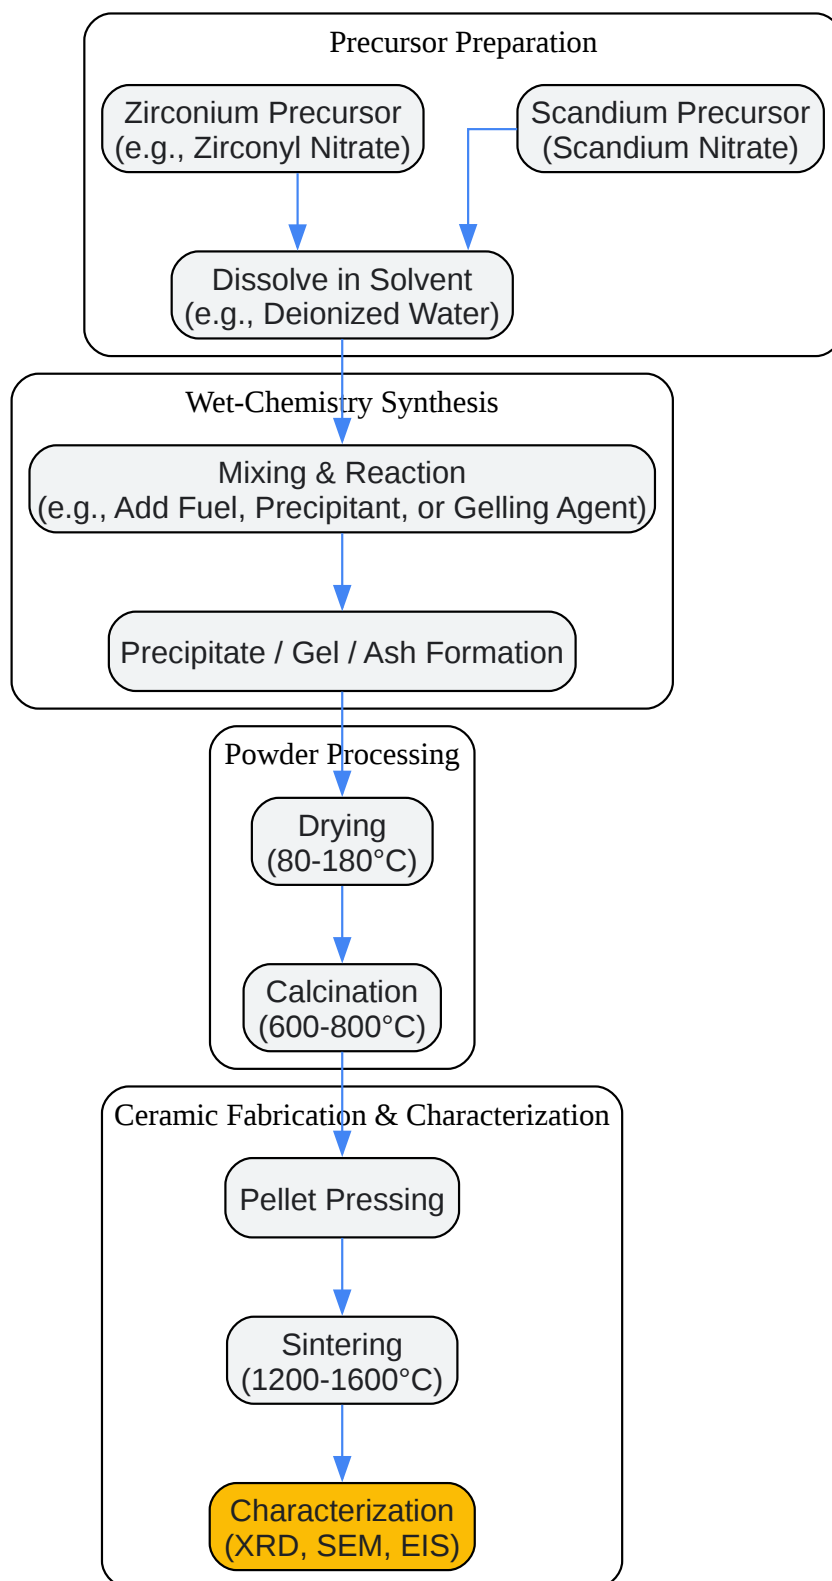 Precursor Preparation
Zirconium Precursor
(e.g., Zirconyl Nitrate)
Scandium Precursor
(Scandium Nitrate)
Dissolve in Solvent
(e.g., Deionized Water)
Wet-Chemistry Synthesis
Mixing & Reaction
(e.g., Add Fuel, Precipitant, or Gelling Agent)
Precipitate / Gel / Ash Formation
Powder Processing
Drying
(80-180°C)
Calcination
(600-800°C)
Ceramic Fabrication & Characterization
Pellet Pressing
Sintering
(1200-1600°C)
Characterization
(XRD, SEM, EIS)